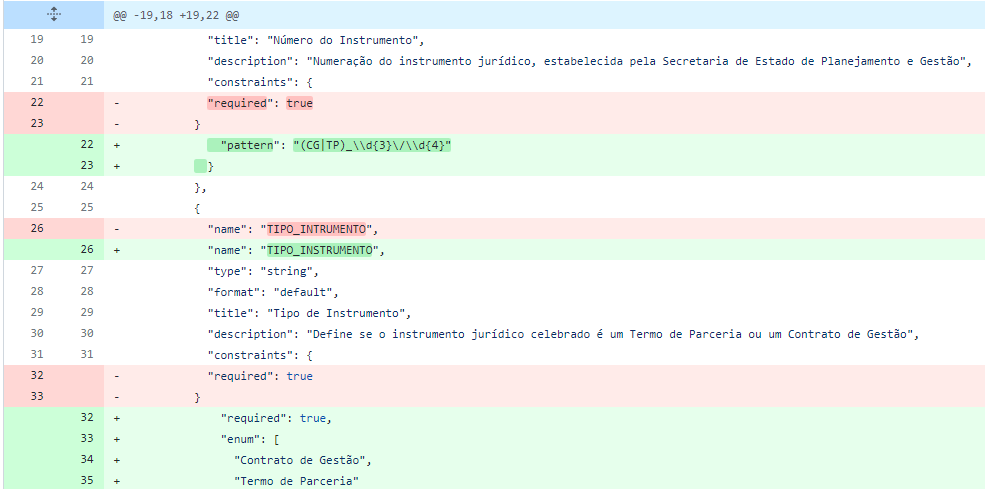 @@ -19,18 +19,22 @@
19 19 "title": "Número do Instrumento",
20 20 "description": "Numeração do instrumento jurídico, estabelecida pela Secretaria de Estado de Planejamento e Gestão",
21 21 "constraints": {
22 - "required": true
23 - }
22 + "pattern": "(CG|TP)_\\d{3}\/\\d{4}"
23 + }
24 24 },
25 25 {
26 - "name": "TIPO_INTRUMENTO",
26 + "name": "TIPO_INSTRUMENTO",
27 27 "type": "string",
28 28 "format": "default",
29 29 "title": "Tipo de Instrumento",
30 30 "description": "Define se o instrumento jurídico celebrado é um Termo de Parceria ou um Contrato de Gestão",
31 31 "constraints": {
32 - "required": true
33 - }
32 + "required": true,
33 + "enum": [
34 + "Contrato de Gestão",
35 + "Termo de Parceria"